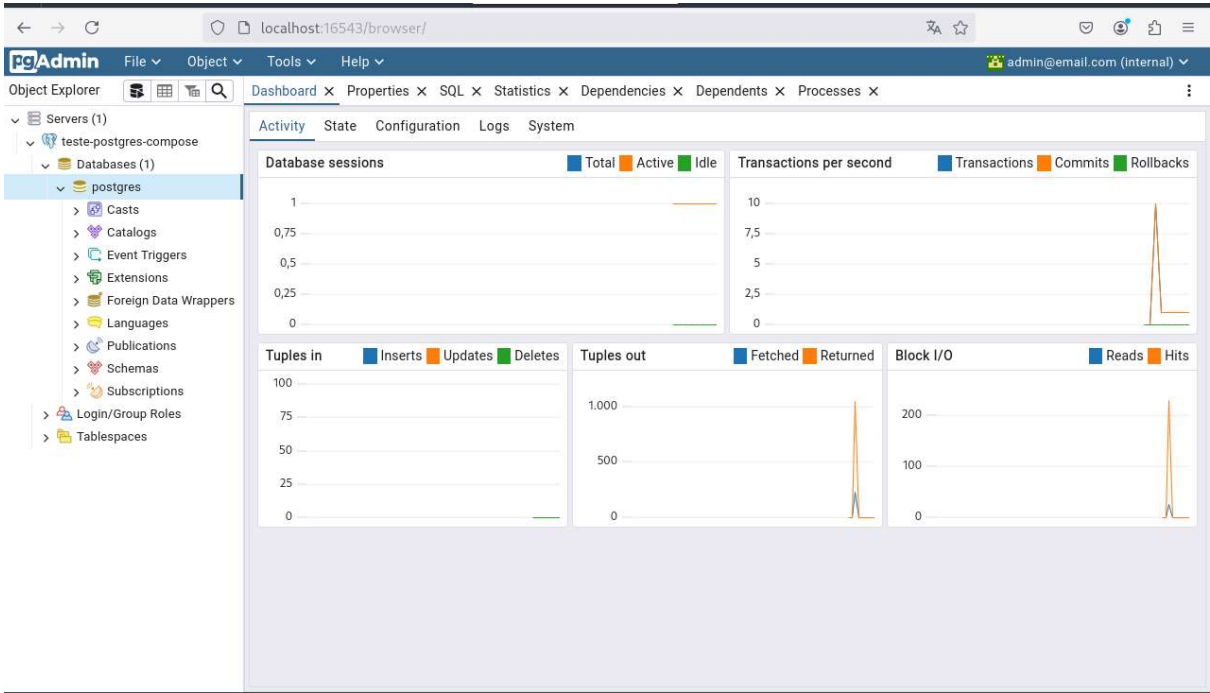 localhost:16543/browser/
pgAdmin File Object Tools Help admin@email.com (internal)
Object Explorer
Dashboard Properties SQL Statistics Dependencies Dependents Processes
Servers (1)
teste-postgres-compose
Databases (1)
postgres
Casts
Catalogs
Event Triggers
Extensions
Foreign Data Wrappers
Languages
Publications
Schemas
Subscriptions
Login/Group Roles
Tablespaces
Activity State Configuration Logs System
Database sessions Total Active Idle
1
0,75
0,5
0,25
0
Transactions per second Transactions Commits Rollbacks
10
7,5
5
2,5
0
Tuples in Inserts Updates Deletes
100
75
50
25
0
Tuples out Fetched Returned
1.000
500
0
Block I/O Reads Hits
200
100
0